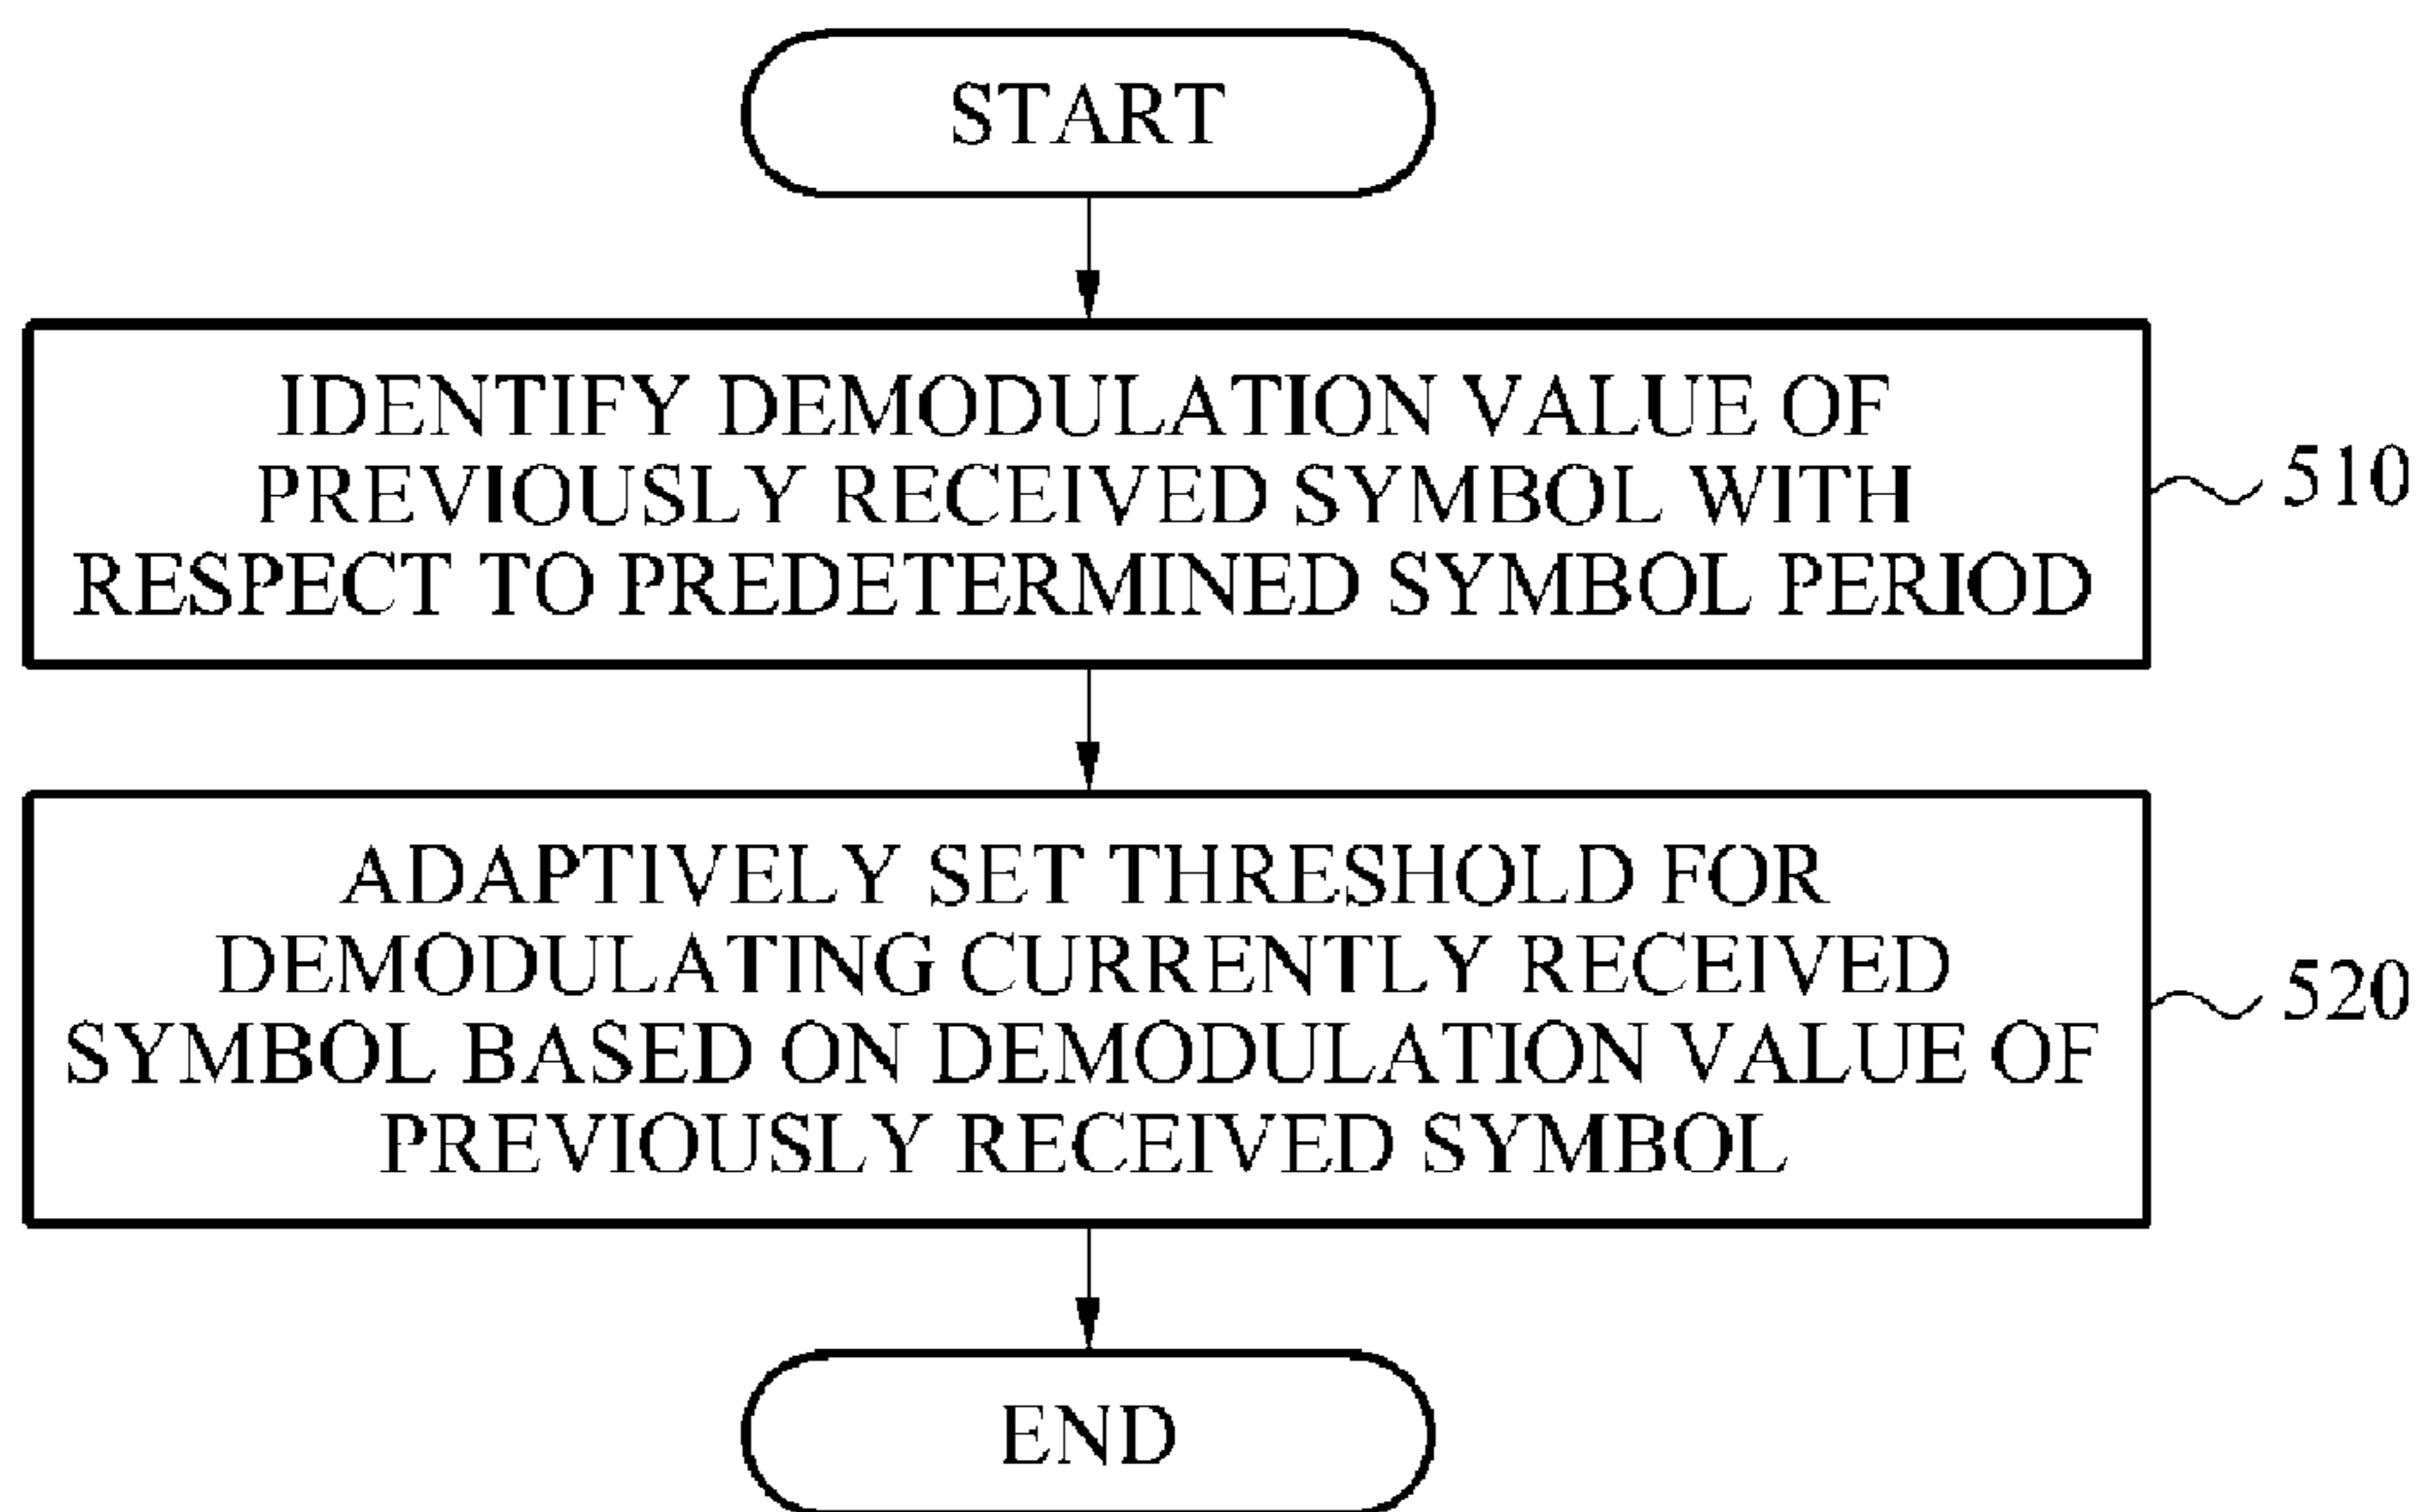 START
IDENTIFY DEMODULATION VALUE OF
PREVIOUSLY RECEIVED SYMBOL WITH
RESPECT TO PREDETERMINED SYMBOL PERIOD
510
ADAPTIVELY SET THRESHOLD FOR
DEMODULATING CURRENTLY RECEIVED
SYMBOL BASED ON DEMODULATION VALUE OF
PREVIOUSLY RECEIVED SYMBOL
520
END